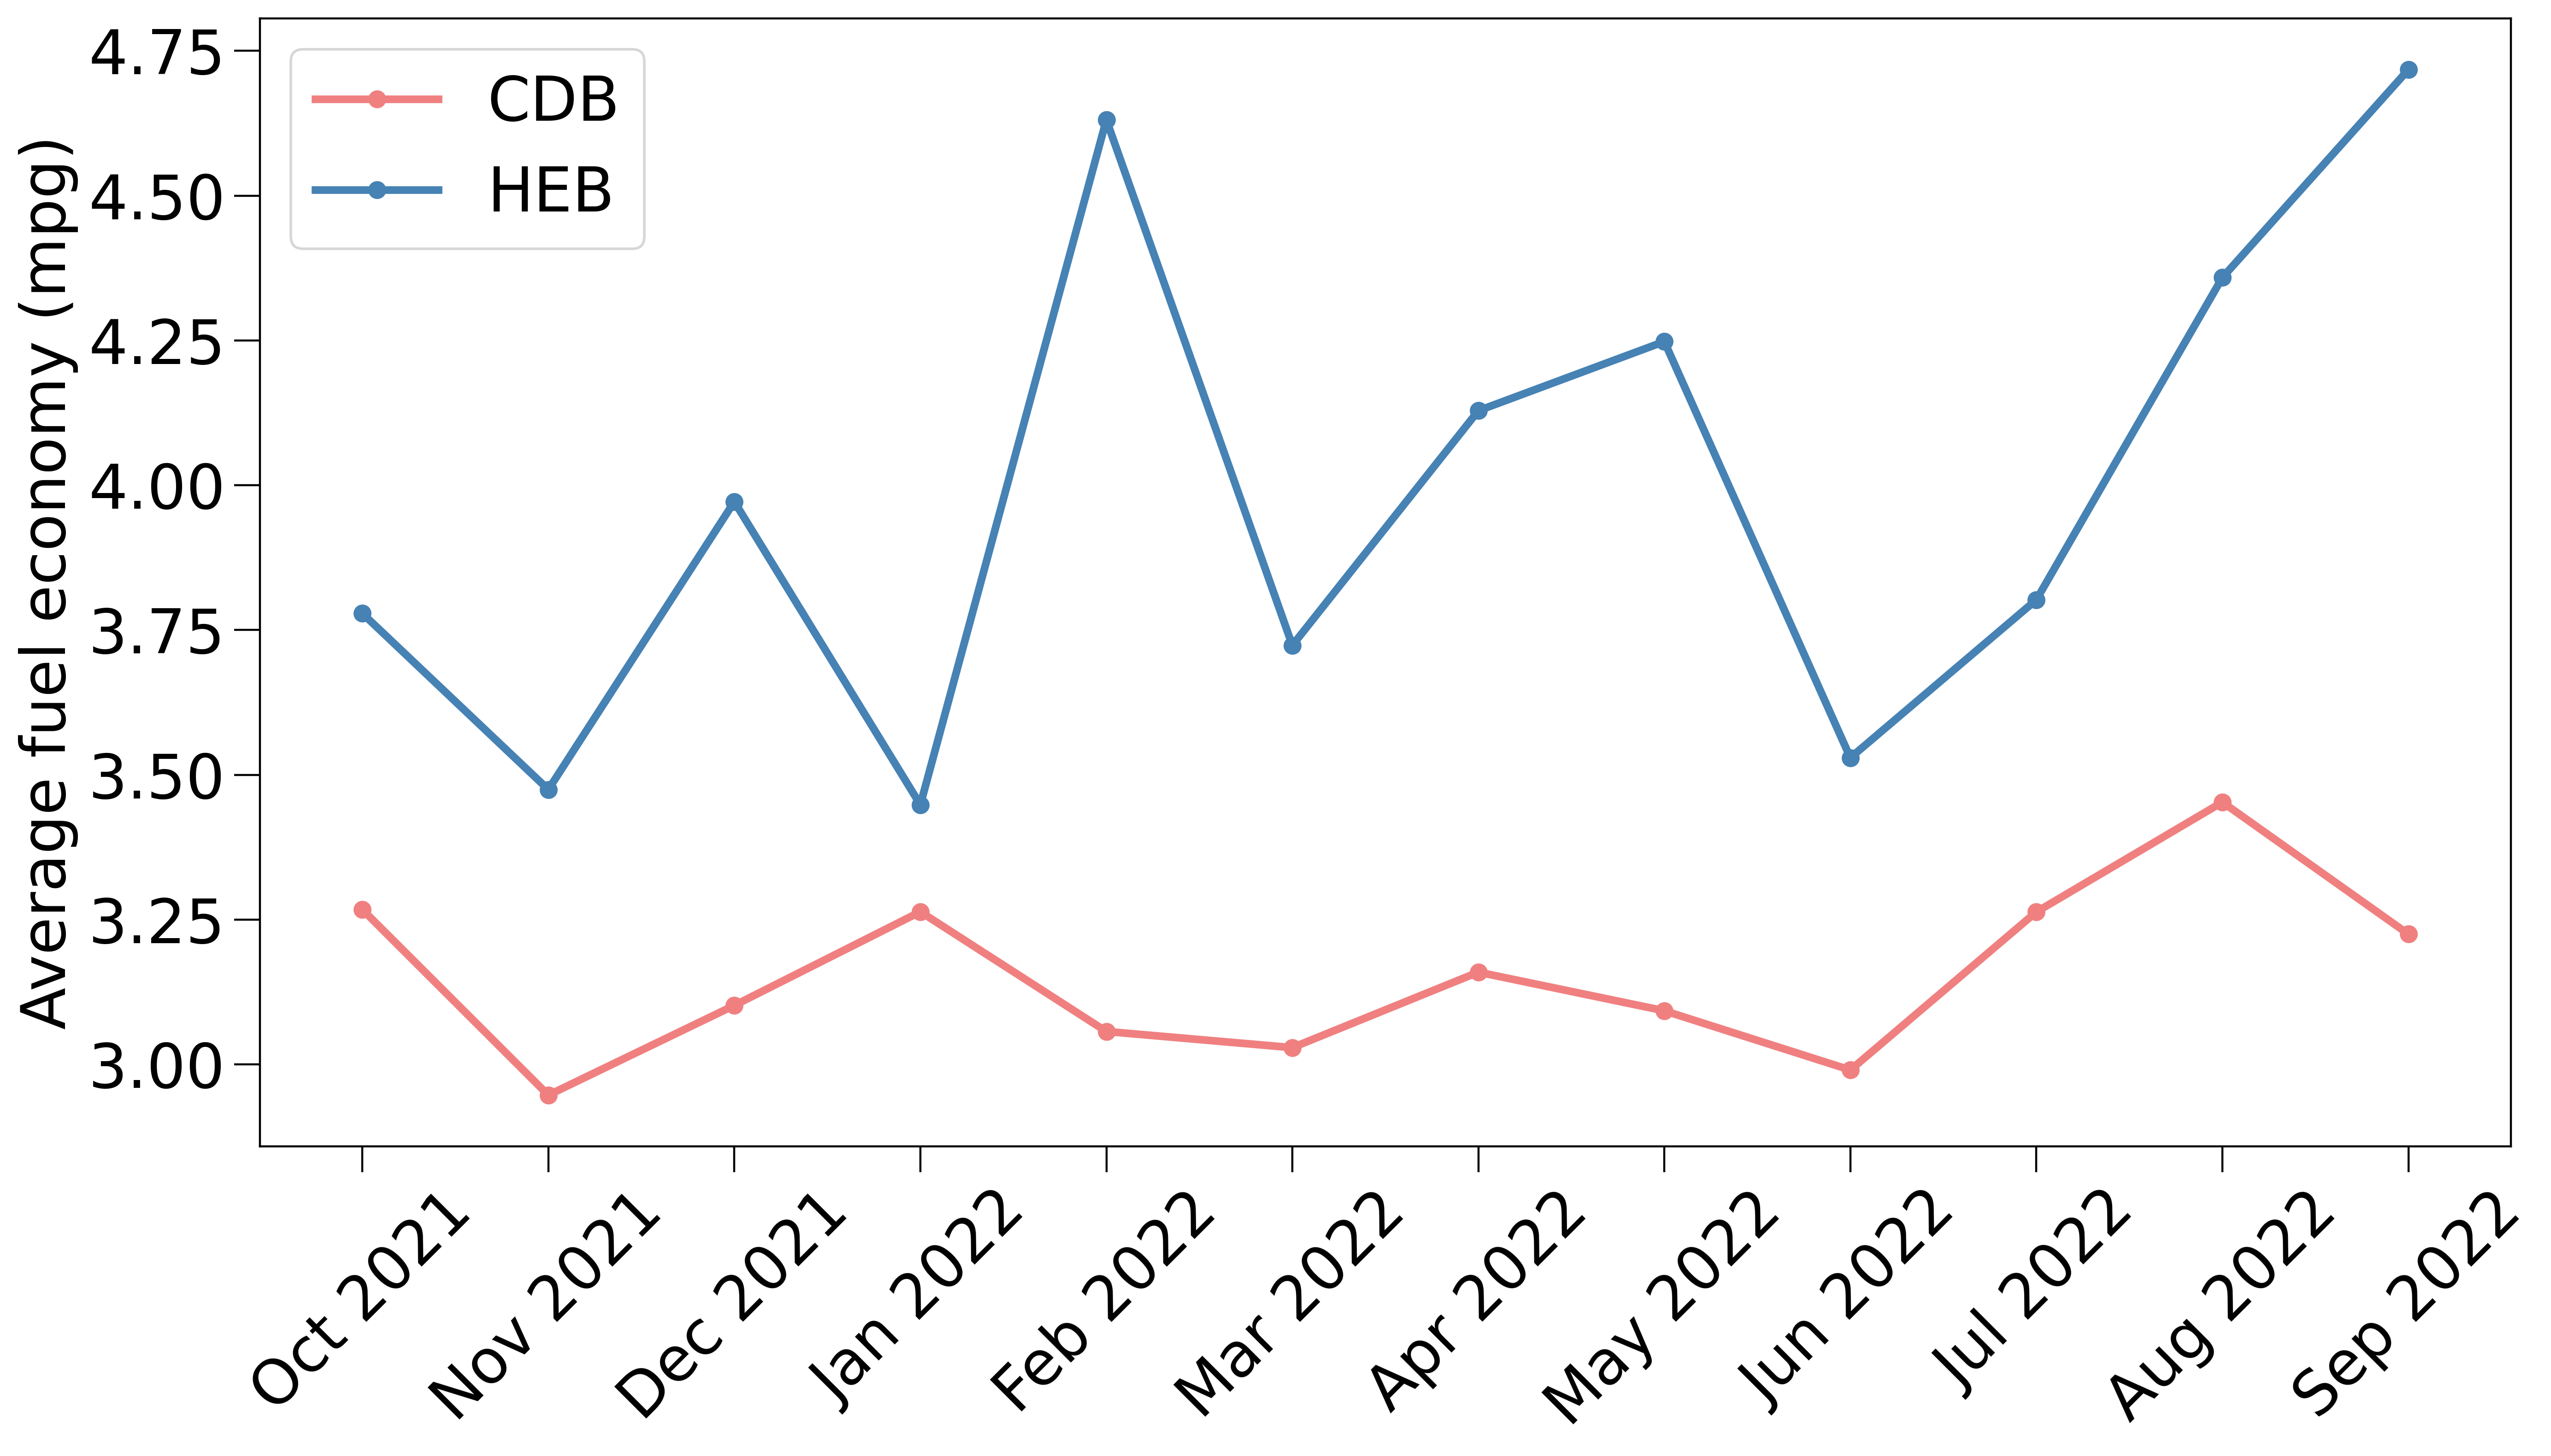 Average fuel economy (mpg)
4.75
4.50
4.25
4.00
3.75
3.50
3.25
3.00
CDB
HEB
Oct 2021
Nov 2021
Dec 2021
Jan 2022
Feb 2022
Mar 2022
Apr 2022
May 2022
Jun 2022
Jul 2022
Aug 2022
Sep 2022